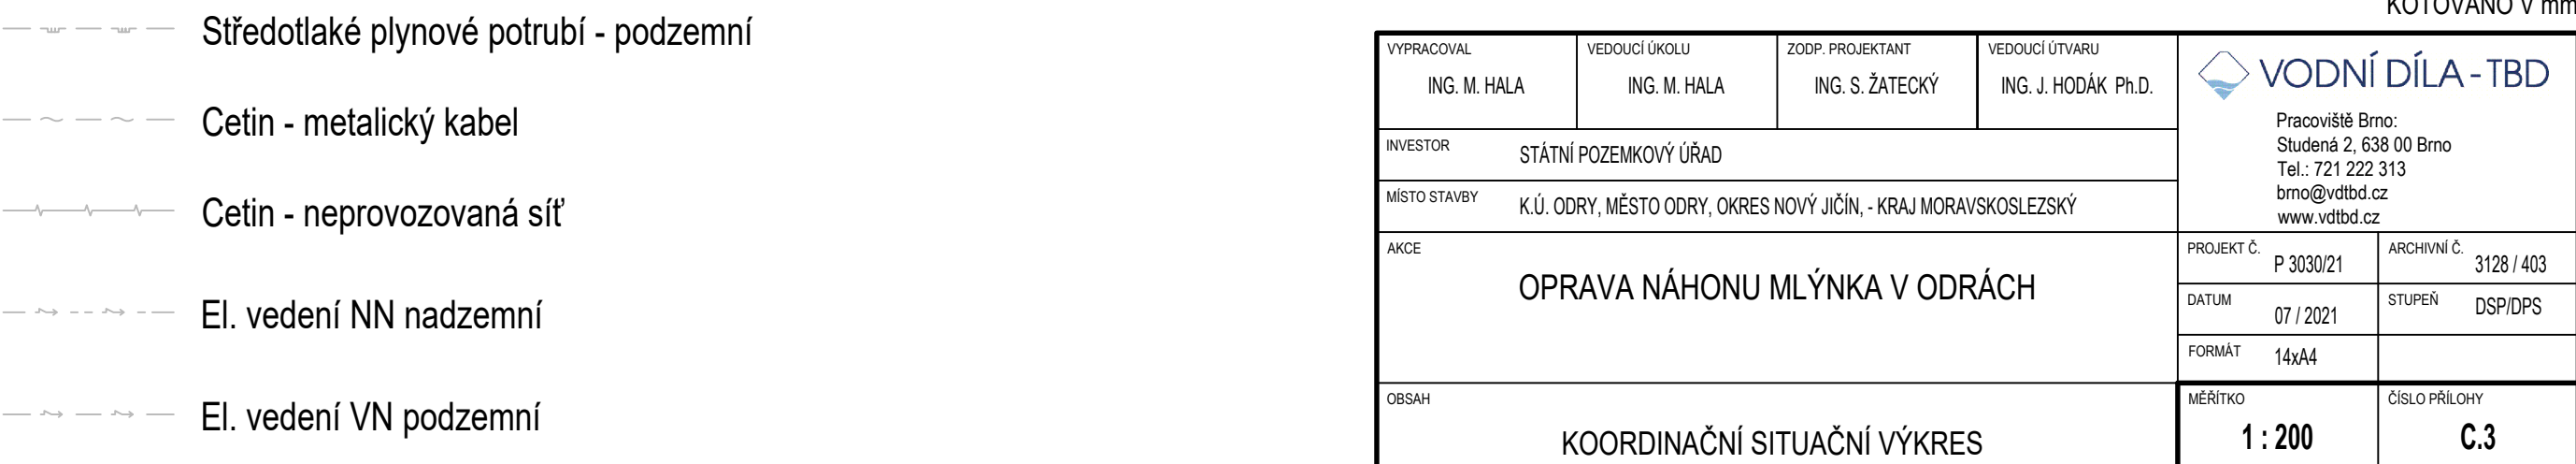 Středotlaké plynové potrubí - podzemní
Cetin - metalický kabel
Cetin - neprovozovaná síť
El. vedení NN nadzemní
El. vedení VN podzemní
KÓTOVÁNO V mm
VYPRACOVAL
ING. M. HALA
VEDOUCÍ ÚKOLU
ING. M. HALA
ZODP. PROJEKTANT
ING. S. ŽATECKÝ
VEDOUCÍ ÚTVARU
ING. J. HODÁK Ph.D.
VODNÍ DÍLA - TBD
Pracoviště Brno:
Studená 2, 638 00 Brno
Tel.: 721 222 313
brno@vdtbd.cz
www.vdtbd.cz
INVESTOR
STÁTNÍ POZEMKOVÝ ÚŘAD
MÍSTO STAVBY
K.Ú. ODRY, MĚSTO ODRY, OKRES NOVÝ JIČÍN, - KRAJ MORAVSKOSLEZSKÝ
AKCE
OPRAVA NÁHONU MLÝNKA V ODRÁCH
PROJEKT Č.
P 3030/21
ARCHIVNÍ Č.
3128 / 403
DATUM
07 / 2021
STUPEŇ
DSP/DPS
FORMÁT
14xA4
OBSAH
KOORDINAČNÍ SITUAČNÍ VÝKRES
MĚŘÍTKO
1 : 200
ČÍSLO PŘÍLOHY
C.3